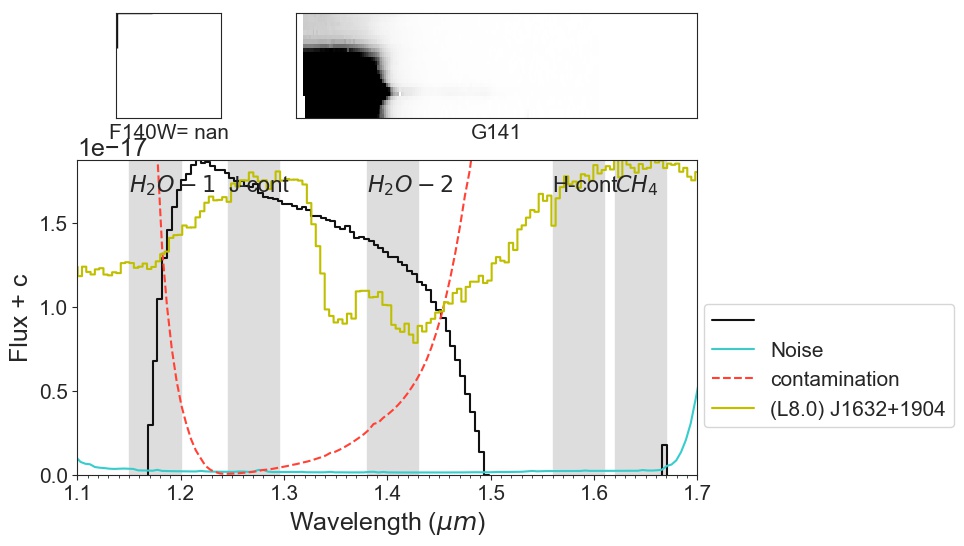 F140W= nan
G141
1e−17
H₂O − 1
J-cont
H₂O − 2
H-cont
CH₄
1.5
1.0
0.5
0.0
Flux + c
1.1
1.2
1.3
1.4
1.5
1.6
1.7
Wavelength (μm)
Noise
contamination
(L8.0) J1632+1904